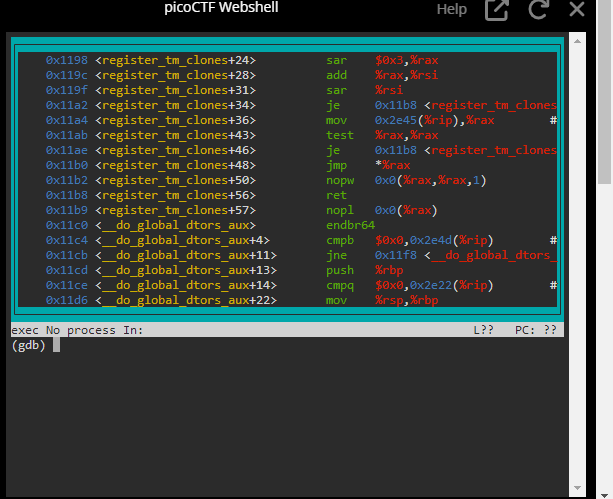 picoCTF Webshell Help
0x1198 <register_tm_clones+24> sar $0x3,%rax
0x119c <register_tm_clones+28> add %rax,%rsi
0x119f <register_tm_clones+31> sar %rsi
0x11a2 <register_tm_clones+34> je 0x11b8 <register_tm_clones
0x11a4 <register_tm_clones+36> mov 0x2e45(%rip),%rax #
0x11ab <register_tm_clones+43> test %rax,%rax
0x11ae <register_tm_clones+46> je 0x11b8 <register_tm_clones
0x11b0 <register_tm_clones+48> jmp *%rax
0x11b2 <register_tm_clones+50> nopw 0x0(%rax,%rax,1)
0x11b8 <register_tm_clones+56> ret
0x11b9 <register_tm_clones+57> nopl 0x0(%rax)
0x11c0 <__do_global_dtors_aux> endbr64
0x11c4 <__do_global_dtors_aux+4> cmpb $0x0,0x2e4d(%rip) #
0x11cb <__do_global_dtors_aux+11> jne 0x11f8 <__do_global_dtors_
0x11cd <__do_global_dtors_aux+13> push %rbp
0x11ce <__do_global_dtors_aux+14> cmpq $0x0,0x2e22(%rip) #
0x11d6 <__do_global_dtors_aux+22> mov %rsp,%rbp
exec No process In: L?? PC: ??
(gdb)